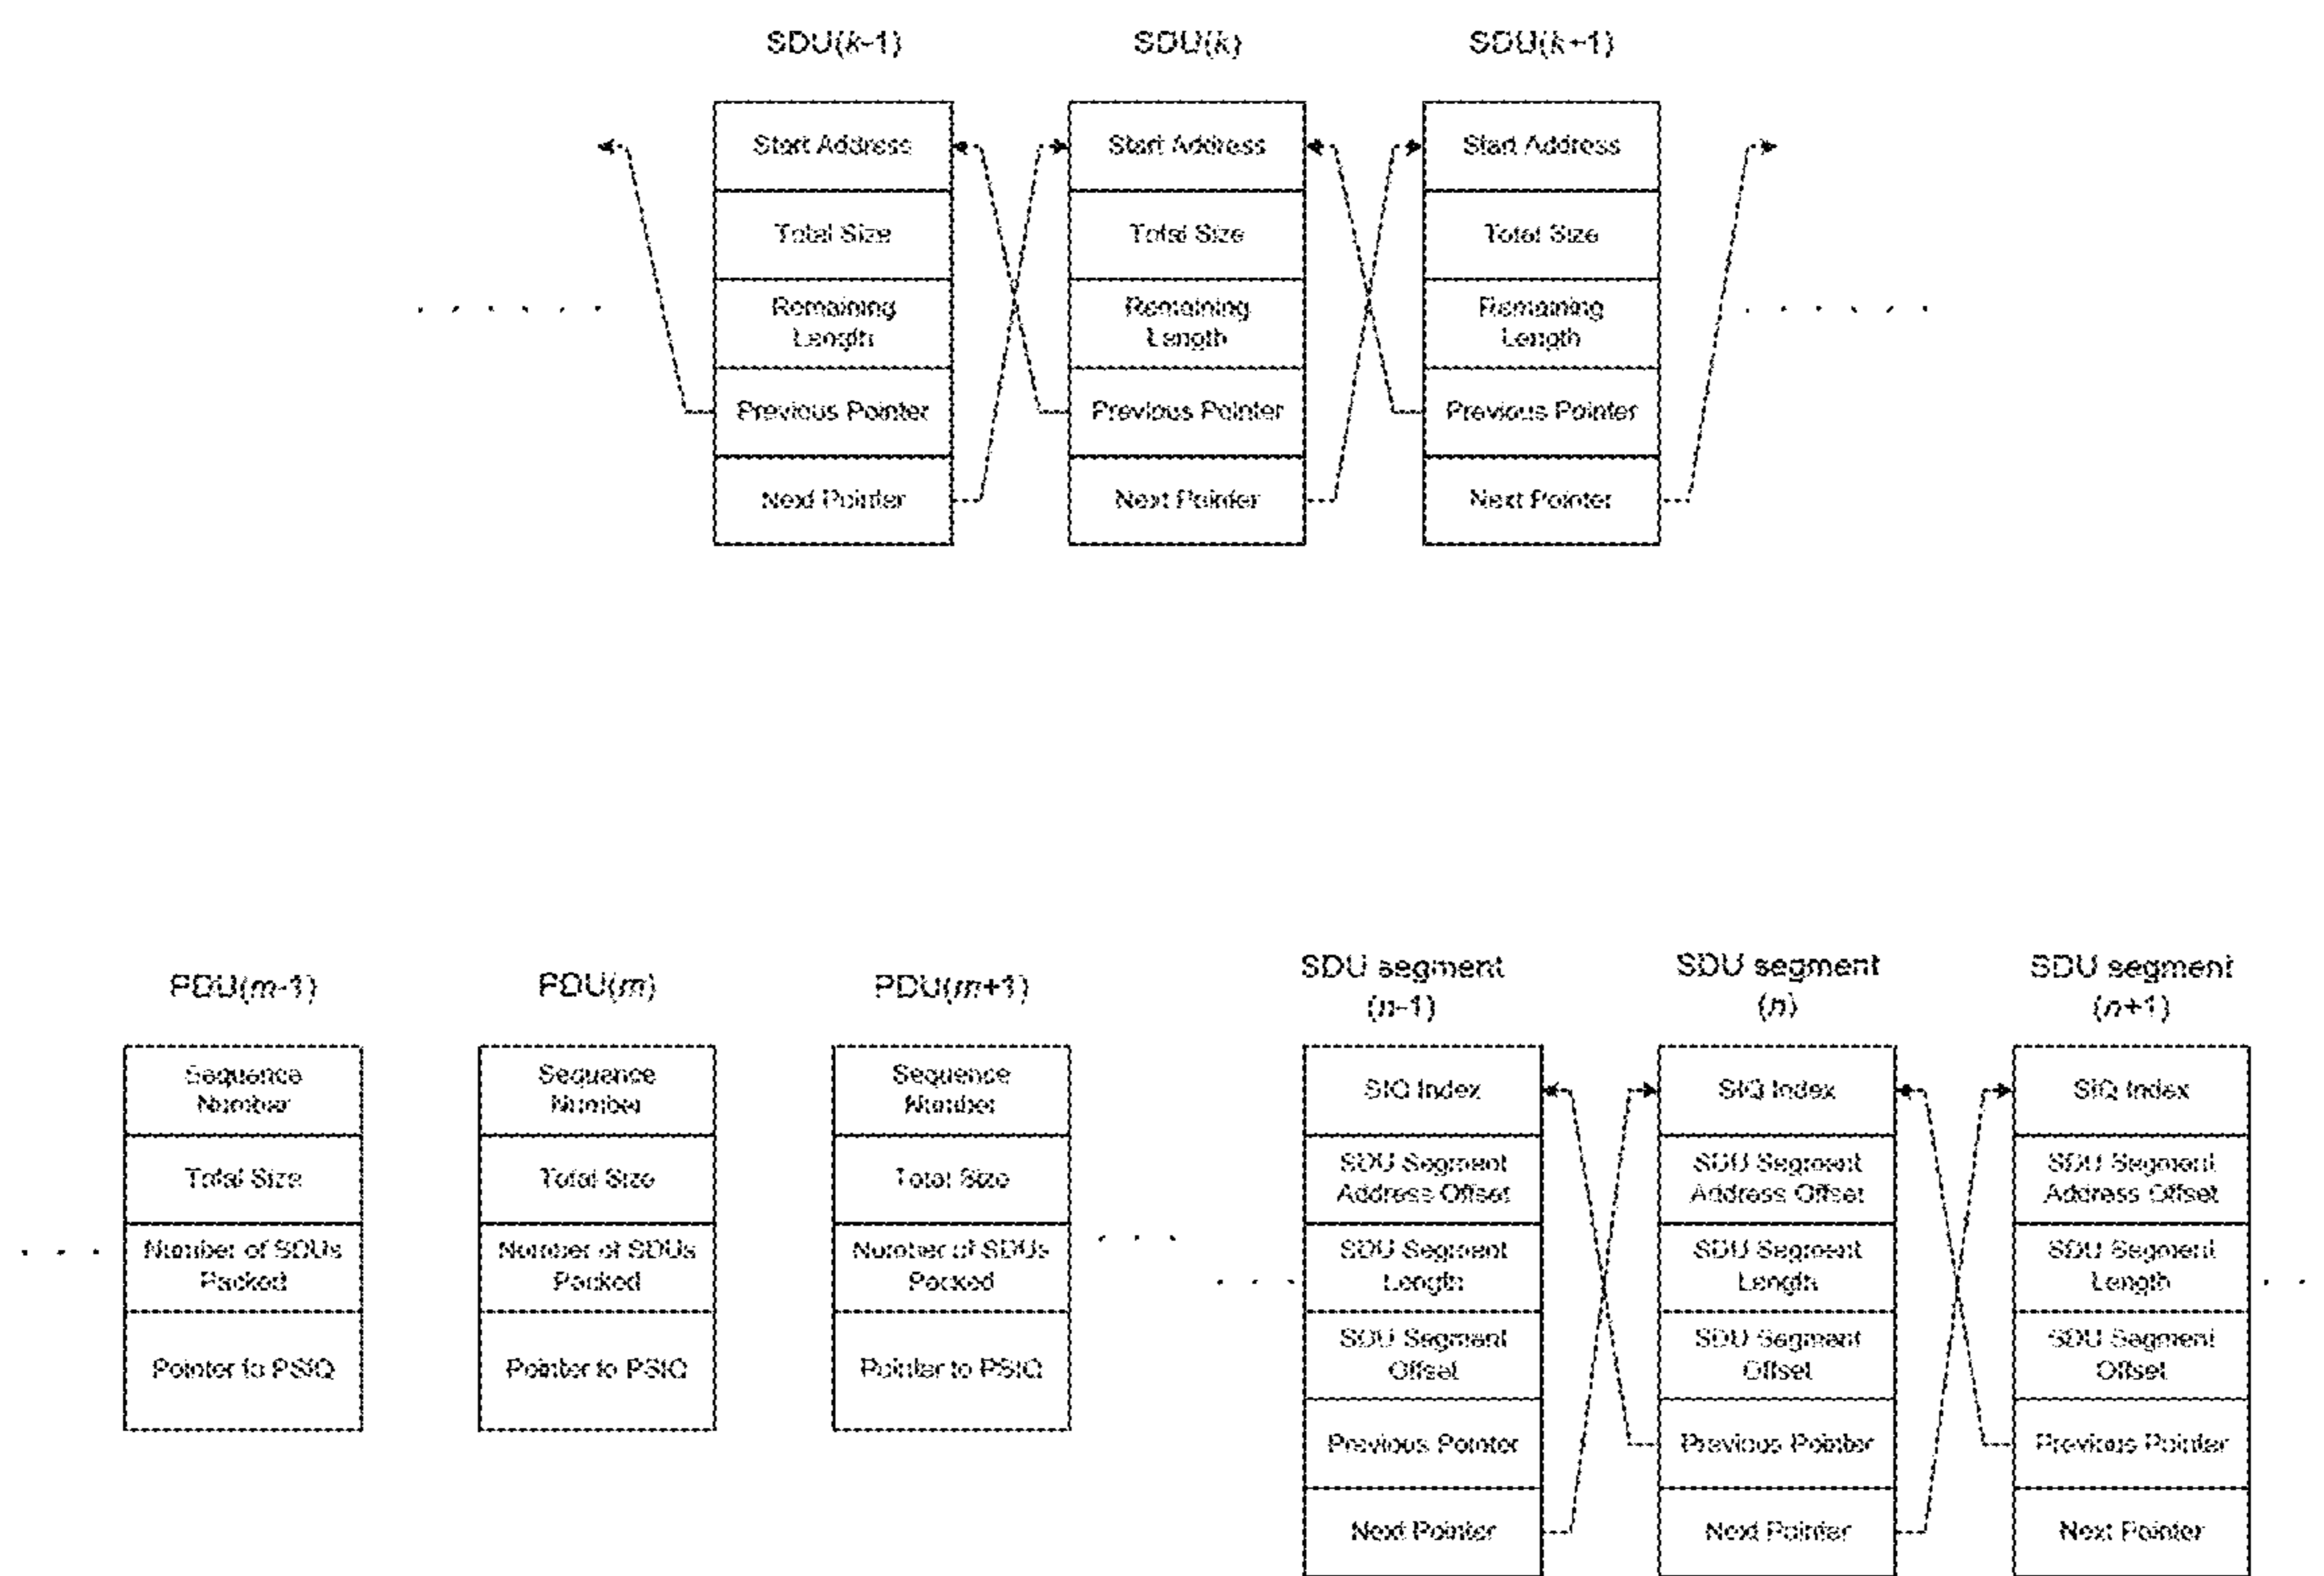 SDU(k-1)
SDU(k)
SDU(k+1)
Start Address
Total Size
Remaining
Length
Previous Pointer
Next Pointer
Start Address
Total Size
Remaining
Length
Previous Pointer
Next Pointer
Start Address
Total Size
Remaining
Length
Previous Pointer
Next Pointer
PDU(m-1)
Sequence
Number
Total Size
Number of SDUs
Packed
Pointer to PSIQ
PDU(m)
Sequence
Number
Total Size
Number of SDUs
Packed
Pointer to PSIQ
PDU(m+1)
Sequence
Number
Total Size
Number of SDUs
Packed
Pointer to PSIQ
SDU segment
(n-1)
SIQ Index
SDU Segment
Address Offset
SDU Segment
Length
SDU Segment
Offset
Previous Pointer
Next Pointer
SDU segment
(n)
SIQ Index
SDU Segment
Address Offset
SDU Segment
Length
SDU Segment
Offset
Previous Pointer
Next Pointer
SDU segment
(n+1)
SIQ Index
SDU Segment
Address Offset
SDU Segment
Length
SDU Segment
Offset
Previous Pointer
Next Pointer